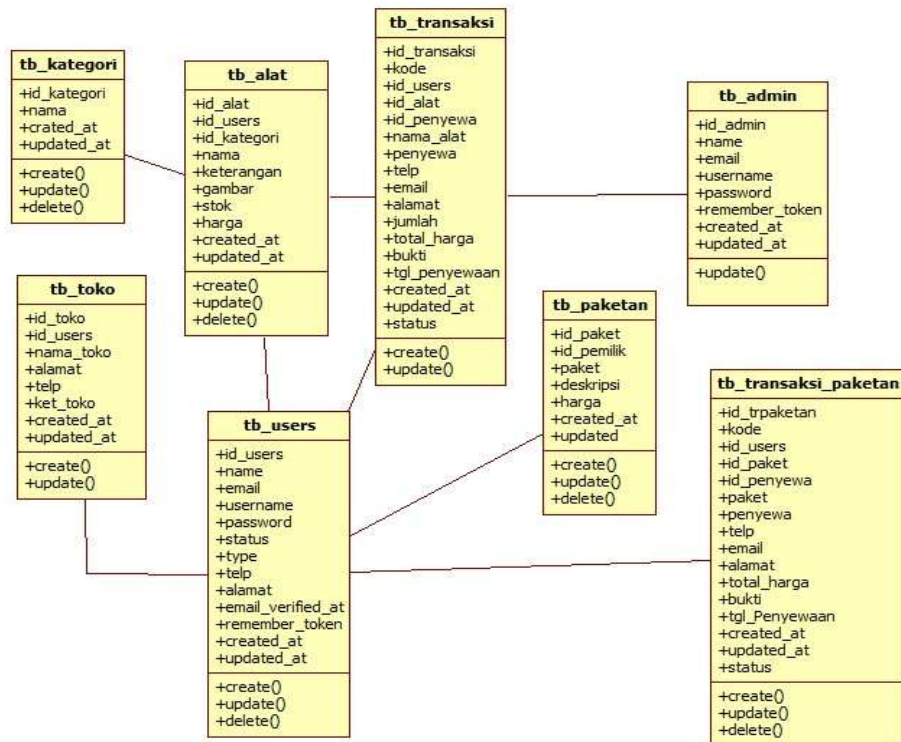 tb_kategori
+id_kategori
+nama
+crated_at
+updated_at
+create()
+update()
+delete()
tb_alat
+id_alat
+id_users
+id_kategori
+nama
+keterangan
+gambar
+stok
+harga
+created_at
+updated_at
+create()
+update()
+delete()
tb_transaksi
+id_transaksi
+kode
+id_users
+id_alat
+id_penyewa
+nama_alat
+penyewa
+telp
+email
+alamat
+jumlah
+total_harga
+bukti
+tgl_penyewaan
+created_at
+updated_at
+status
+create()
+update()
tb_admin
+id_admin
+name
+email
+username
+password
+remember_token
+created_at
+updated_at
+update()
tb_toko
+id_toko
+id_users
+nama_toko
+alamat
+telp
+ket_toko
+created_at
+updated_at
+create()
+update()
tb_users
+id_users
+name
+email
+username
+password
+status
+type
+telp
+alamat
+email_verified_at
+remember_token
+created_at
+updated_at
+create()
+update()
+delete()
tb_paketan
+id_paket
+id_pemilik
+paket
+deskripsi
+harga
+created_at
+updated
+create()
+update()
+delete()
tb_transaksi_paketan
+id_trpaketan
+kode
+id_users
+id_paket
+id_penyewa
+paket
+penyewa
+telp
+email
+alamat
+total_harga
+bukti
+tgl_Penyewaan
+created_at
+updated_at
+status
+create()
+update()
+delete()